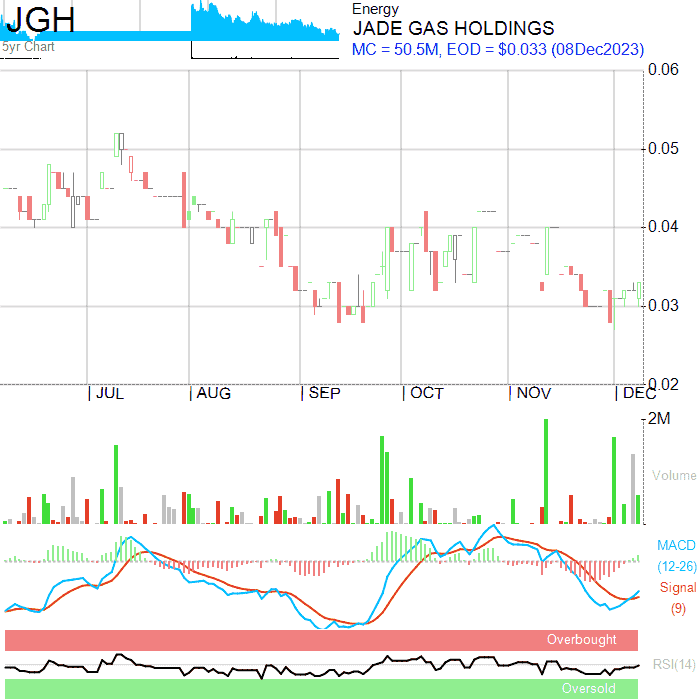 JGH
5yr Chart
Energy
JADE GAS HOLDINGS
MC = 50.5M, EOD = $0.033 (08Dec2023)
0.06
0.05
0.04
0.03
0.02
JUL AUG SEP OCT NOV DEC
2M
Volume
MACD
(12-26)
Signal
(9)
Overbought
RSI(14)
Oversold